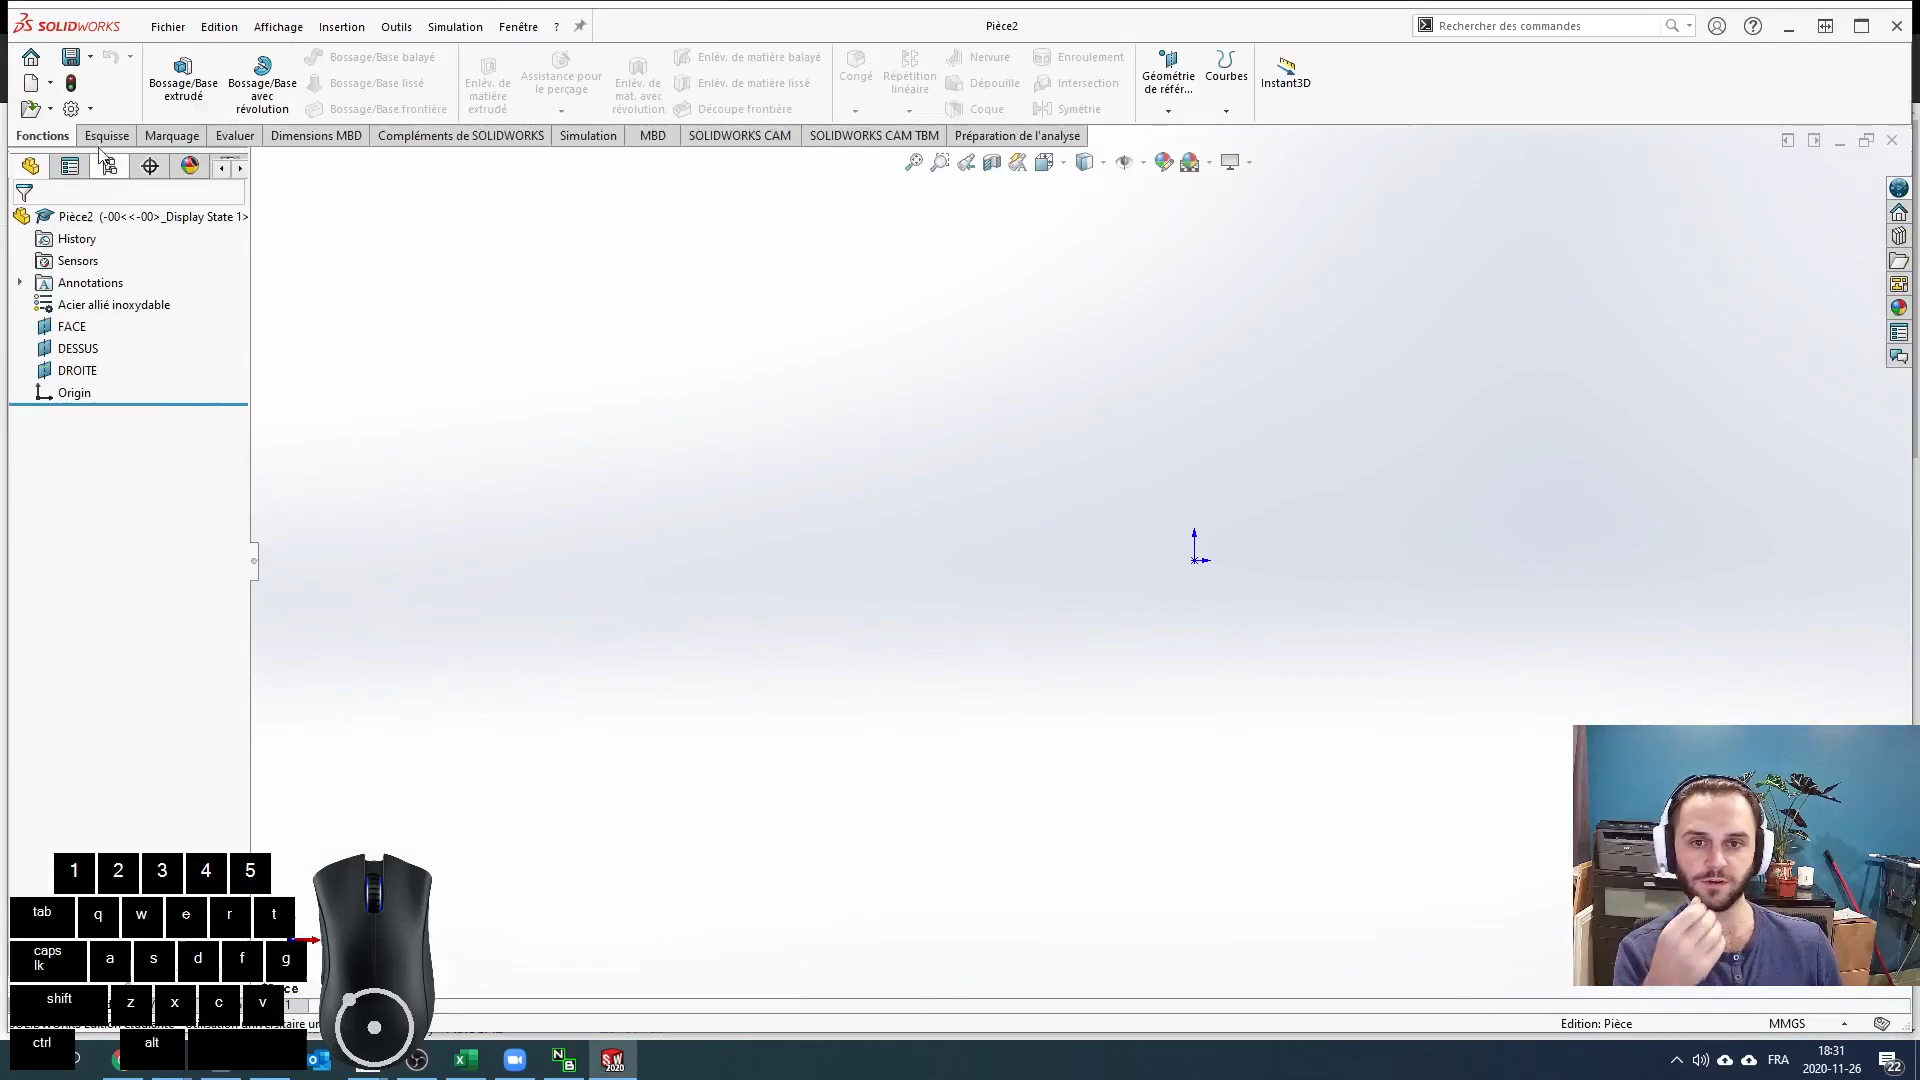 SOLIDWORKS
Fichier Edition Affichage Insertion Outils Simulation Fenêtre ?
Pièce2
Rechercher des commandes
Bossage/Base extrudé
Bossage/Base avec révolution
Bossage/Base balayé
Bossage/Base lissé
Bossage/Base frontière
Enlèv. de matière extrudé
Assistance pour le perçage
Enlèv. de mat. avec révolution
Enlèv. de matière balayé
Enlèv. de matière lissé
Découpe frontière
Congé
Répétition linéaire
Nervure
Dépouille
Coque
Enroulement
Intersection
Symétrie
Géométrie de référ...
Courbes
Instant3D
Fonctions Esquisse Marquage Evaluer Dimensions MBD Compléments de SOLIDWORKS Simulation MBD SOLIDWORKS CAM SOLIDWORKS CAM TBM Préparation de l'analyse
Pièce2 (-00<<-00>_Display State 1>
History
Sensors
Annotations
Acier allié inoxydable
FACE
DESSUS
DROITE
Origin
1 2 3 4 5
tab q w e r t
caps lk a s d f g
shift z x c v
ctrl alt
Edition: Pièce
MMGS
SW 2020
FRA
18:31
2020-11-26
22